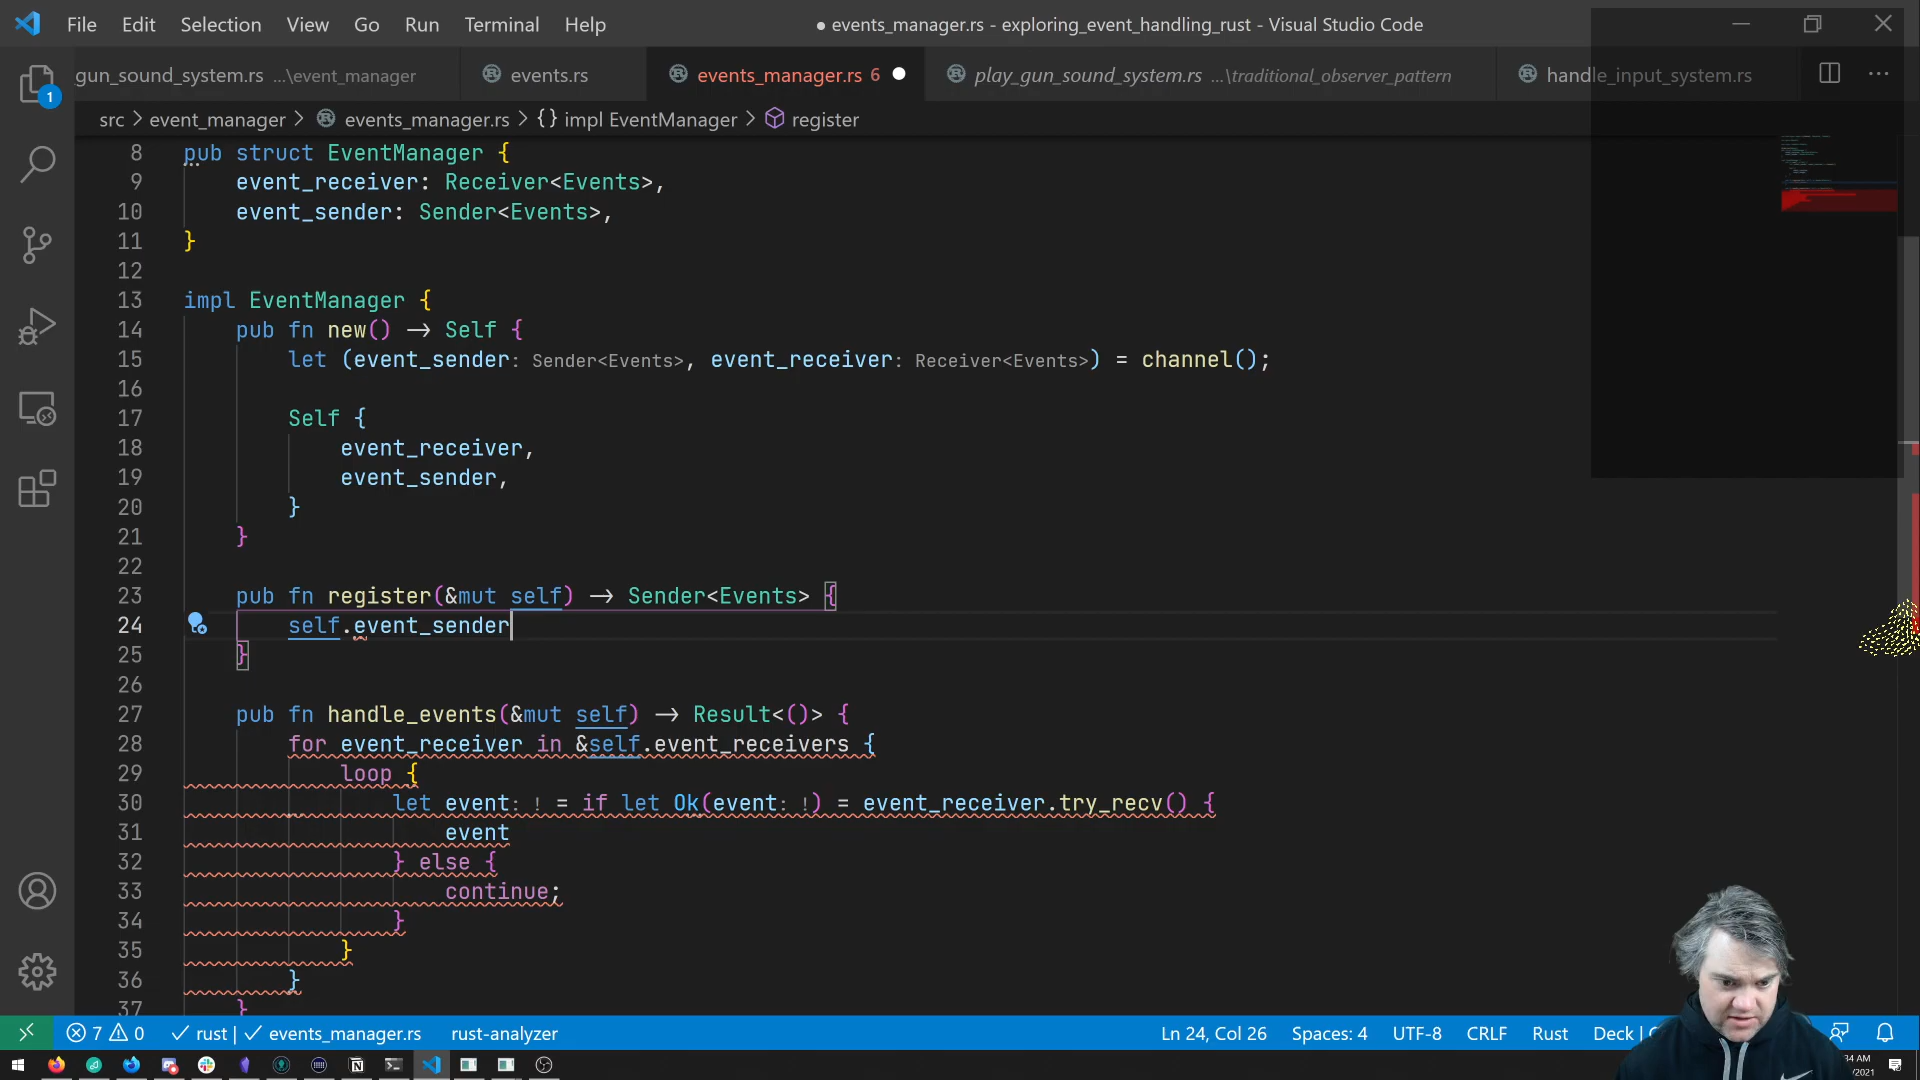 File Edit Selection View Go Run Terminal Help
● events_manager.rs - exploring_event_handling_rust - Visual Studio Code
gun_sound_system.rs ...\event_manager
events.rs
events_manager.rs 6
play_gun_sound_system.rs ...\traditional_observer_pattern
handle_input_system.rs
1
src > event_manager > events_manager.rs > {} impl EventManager > register
8 pub struct EventManager {
9 event_receiver: Receiver<Events>,
10 event_sender: Sender<Events>,
11 }
12
13 impl EventManager {
14 pub fn new() → Self {
15 let (event_sender: Sender<Events>, event_receiver: Receiver<Events>) = channel();
16
17 Self {
18 event_receiver,
19 event_sender,
20 }
21 }
22
23 pub fn register(&mut self) → Sender<Events> {
24 self.event_sender
25 }
26
27 pub fn handle_events(&mut self) → Result<()> {
28 for event_receiver in &self.event_receivers {
29 loop {
30 let event: ! = if let Ok(event: !) = event_receiver.try_recv() {
31 event
32 } else {
33 continue;
34 }
35 }
36 }
37 }
7 0 rust | events_manager.rs rust-analyzer
Ln 24, Col 26 Spaces: 4 UTF-8 CRLF Rust Deck |
34 AM
/2021